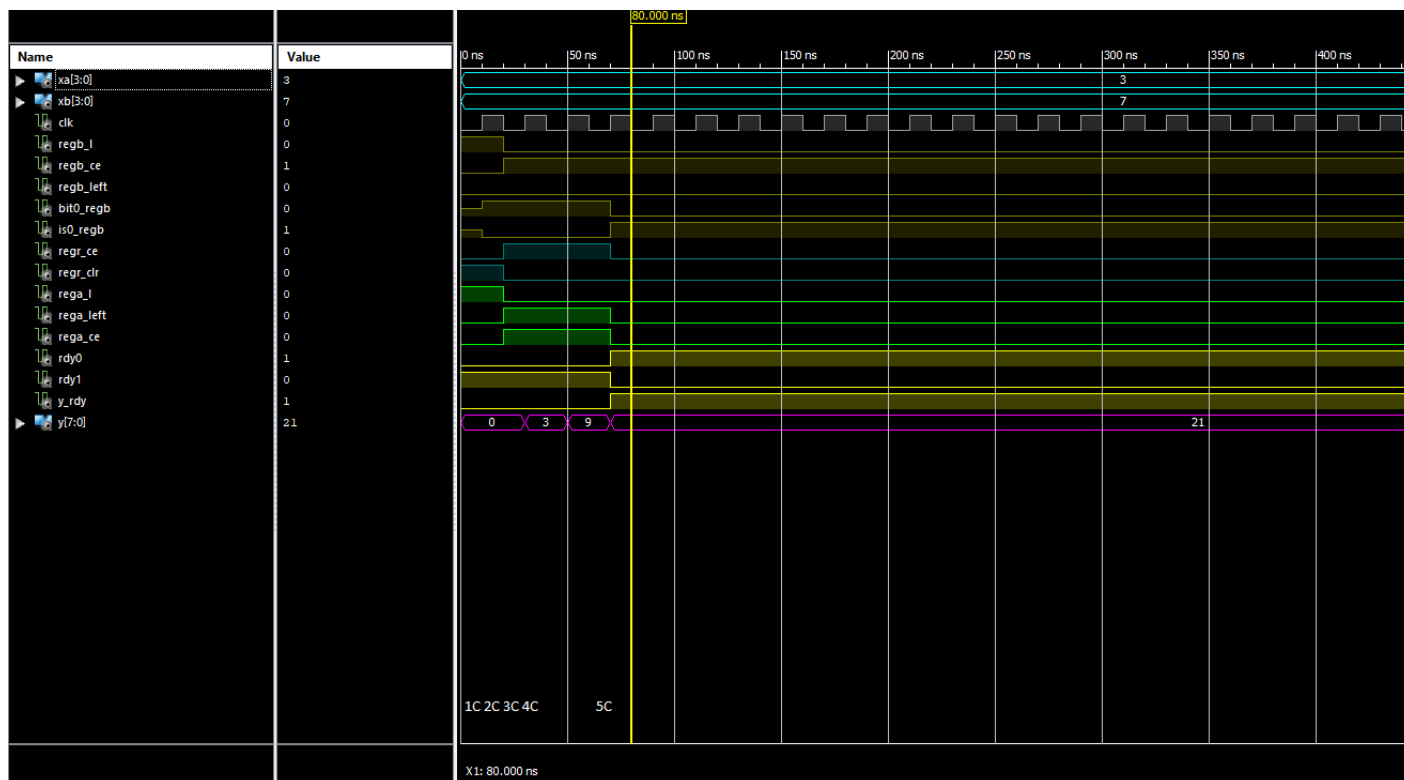 80.000 ns
Name Value 0 ns 50 ns 100 ns 150 ns 200 ns 250 ns 300 ns 350 ns 400 ns
xa[3:0] 3 3
xb[3:0] 7 7
clk 0
regb_l 0
regb_ce 1
regb_left 0
bit0_regb 0
is0_regb 1
regr_ce 0
regr_clr 0
rega_l 0
rega_left 0
rega_ce 0
rdy0 1
rdy1 0
y_rdy 1
y[7:0] 21 0 3 9 21
1C 2C 3C 4C 5C
X1: 80.000 ns